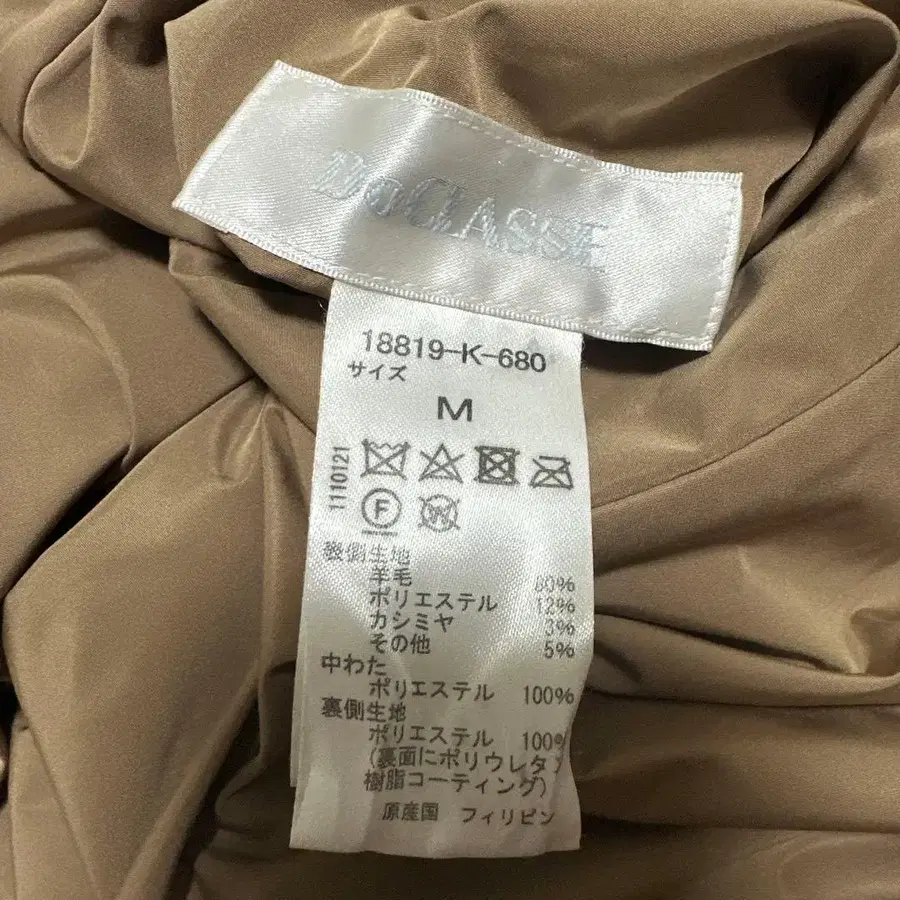 DoCLASSE
18819-K-680
サイズ
M
1110121
F
W
表側生地
羊毛 80%
ポリエステル 12%
カシミヤ 3%
その他 5%
中わた
ポリエステル 100%
裏側生地
ポリエステル 100%
(裏面にポリウレタン
樹脂コーティング)
原産国 フィリピン